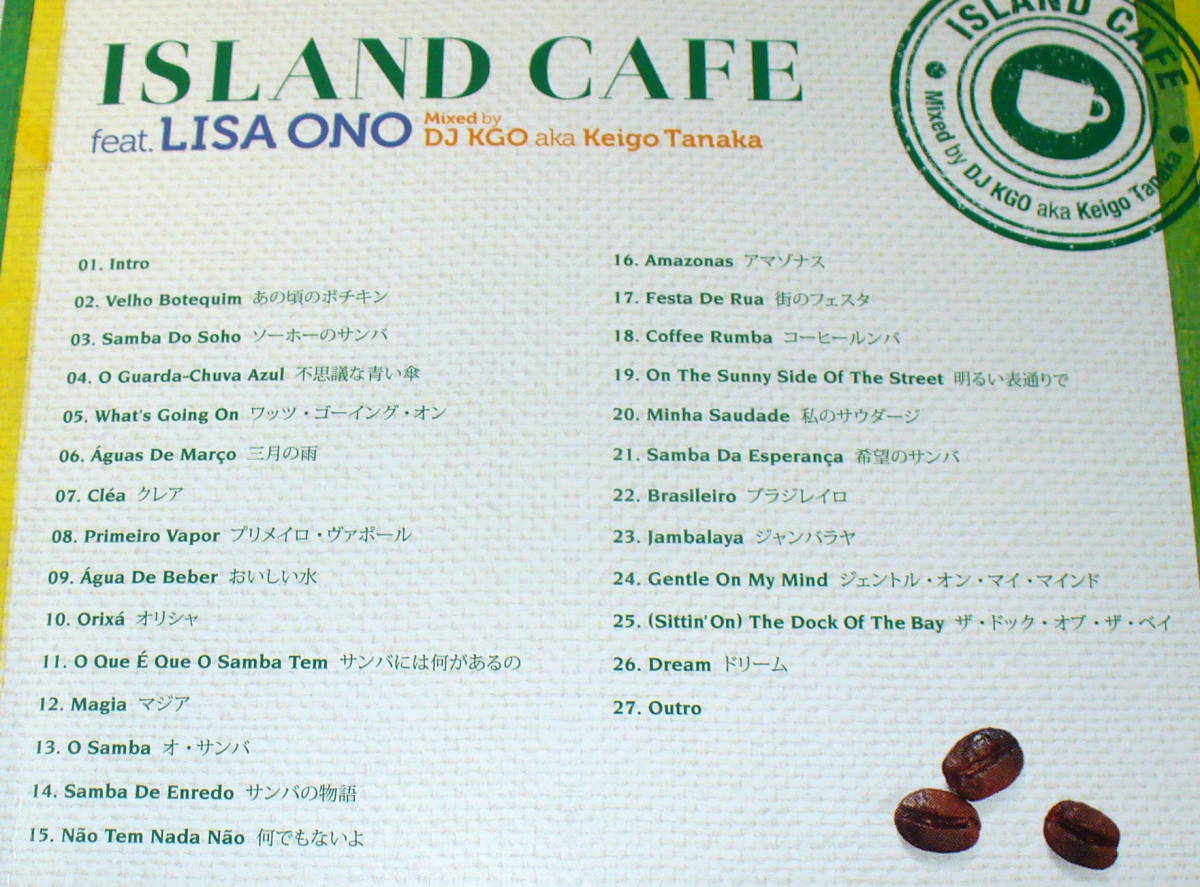 ISLAND CAFE
feat. LISA ONO Mixed by
DJ KGO aka Keigo Tanaka
ISLAND CAFE
Mixed by DJ KGO aka Keigo Tanaka
01. Intro
02. Velho Botequim あの頃のボチキン
03. Samba Do Soho ソーホーのサンバ
04. O Guarda-Chuva Azul 不思議な青い傘
05. What's Going On ワッツ・ゴーイング・オン
06. Águas De Março 三月の雨
07. Cléa クレア
08. Primeiro Vapor プリメイロ・ヴァポール
09. Água De Beber おいしい水
10. Orixá オリシャ
11. O Que É Que O Samba Tem サンバには何があるの
12. Magia マジア
13. O Samba オ・サンバ
14. Samba De Enredo サンバの物語
15. Não Tem Nada Não 何でもないよ
16. Amazonas アマゾナス
17. Festa De Rua 街のフェスタ
18. Coffee Rumba コーヒールンバ
19. On The Sunny Side Of The Street 明るい表通りで
20. Minha Saudade 私のサウダージ
21. Samba Da Esperança 希望のサンバ
22. Brasileiro ブラジレイロ
23. Jambalaya ジャンバラヤ
24. Gentle On My Mind ジェントル・オン・マイ・マインド
25. (Sittin' On) The Dock Of The Bay ザ・ドック・オブ・ザ・ベイ
26. Dream ドリーム
27. Outro